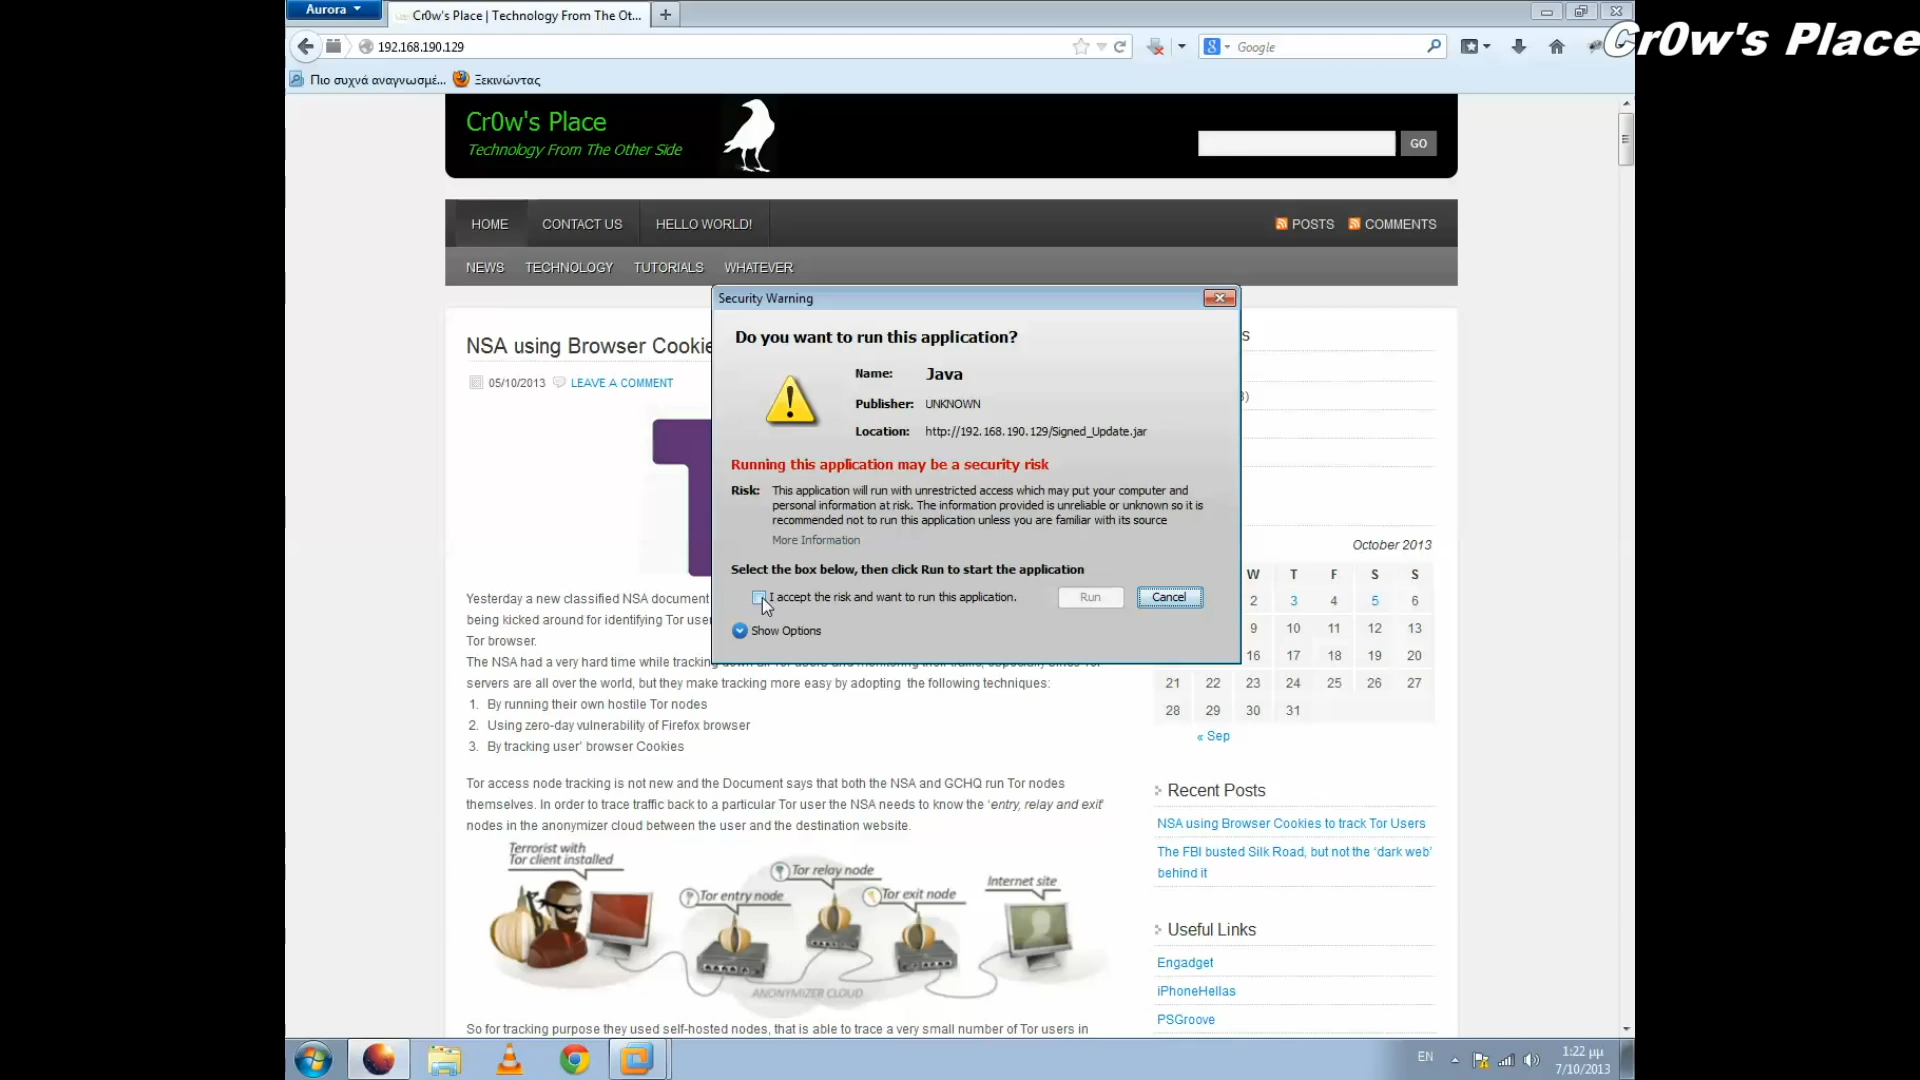 Aurora
Cr0w's Place | Technology From The Ot...
Cr0w's Place
192.168.190.129
Google
Πιο συχνά αναγνωσμέ...
Ξεκινώντας
Cr0w's Place
Technology From The Other Side
GO
HOME
CONTACT US
HELLO WORLD!
POSTS
COMMENTS
NEWS
TECHNOLOGY
TUTORIALS
WHATEVER
Security Warning
NSA using Browser Cookie
05/10/2013
LEAVE A COMMENT
Do you want to run this application?
Name: Java
Publisher: UNKNOWN
Location: http://192.168.190.129/Signed_Update.jar
Running this application may be a security risk
Risk: This application will run with unrestricted access which may put your computer and
personal information at risk. The information provided is unreliable or unknown so it is
recommended not to run this application unless you are familiar with its source
More Information
Select the box below, then click Run to start the application
I accept the risk and want to run this application.
Run
Cancel
Show Options
Yesterday a new classified NSA document
being kicked around for identifying Tor use
Tor browser.
The NSA had a very hard time while tracking
servers are all over the world, but they make tracking more easy by adopting the following techniques:
1. By running their own hostile Tor nodes
2. Using zero-day vulnerability of Firefox browser
3. By tracking user' browser Cookies
Tor access node tracking is not new and the Document says that both the NSA and GCHQ run Tor nodes
themselves. In order to trace traffic back to a particular Tor user the NSA needs to know the 'entry, relay and exit'
nodes in the anonymizer cloud between the user and the destination website.
Terrorist with
Tor client installed
Tor entry node
Tor relay node
Tor exit node
Internet site
ANONYMIZER CLOUD
So for tracking purpose they used self-hosted nodes, that is able to trace a very small number of Tor users in
s
3)
October 2013
W T F S S
2 3 4 5 6
9 10 11 12 13
16 17 18 19 20
21 22 23 24 25 26 27
28 29 30 31
« Sep
Recent Posts
NSA using Browser Cookies to track Tor Users
The FBI busted Silk Road, but not the 'dark web'
behind it
Useful Links
Engadget
iPhoneHellas
PSGroove
EN
1:22 μμ
7/10/2013